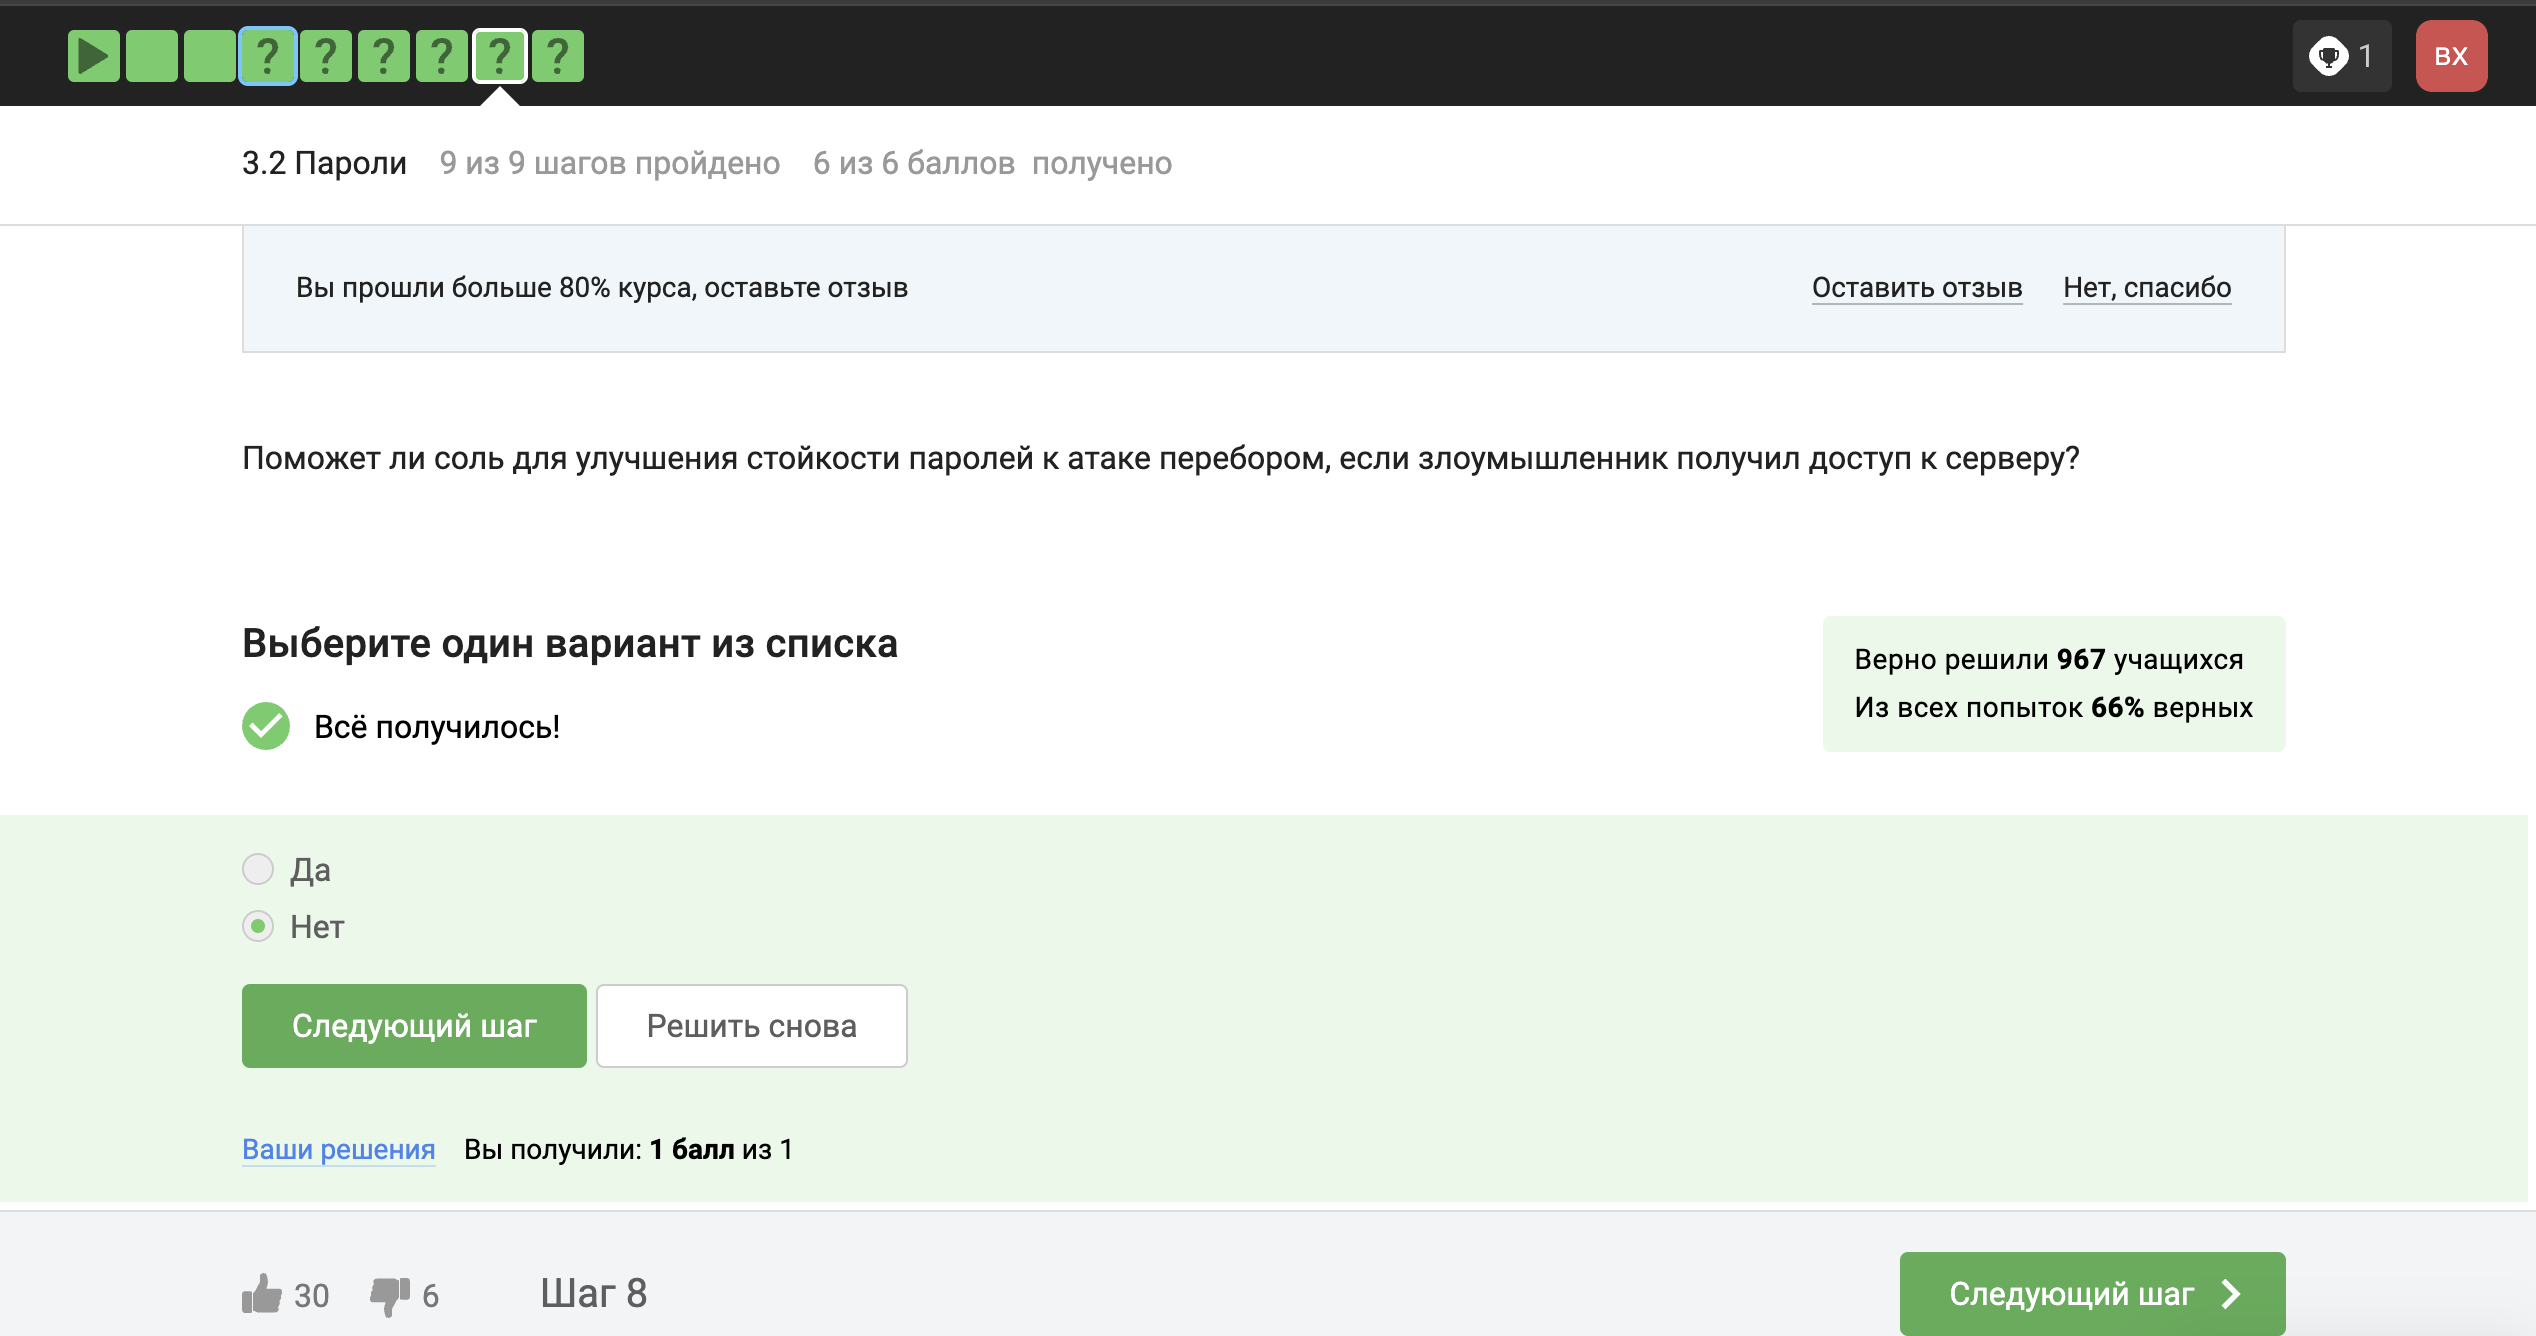 ? ? ? ? ? ?
1
ВХ
3.2 Пароли 9 из 9 шагов пройдено 6 из 6 баллов получено
Вы прошли больше 80% курса, оставьте отзыв Оставить отзыв Нет, спасибо
Поможет ли соль для улучшения стойкости паролей к атаке перебором, если злоумышленник получил доступ к серверу?
Выберите один вариант из списка
Всё получилось!
Верно решили 967 учащихся
Из всех попыток 66% верных
Да
Нет
Следующий шаг Решить снова
Ваши решения Вы получили: 1 балл из 1
30 6 Шаг 8 Следующий шаг